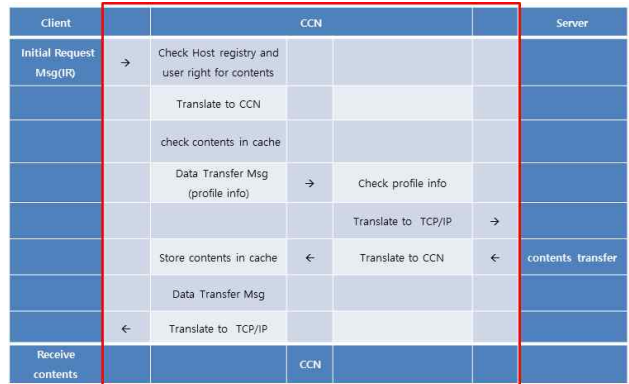 Client CCN Server
Initial Request
Msg(IR)
→
Check Host registry and
user right for contents
Translate to CCN
check contents in cache
Data Transfer Msg
(profile info)
→
Check profile info
Translate to TCP/IP →
Store contents in cache ← Translate to CCN ← contents transfer
Data Transfer Msg
← Translate to TCP/IP
Receive
contents
CCN